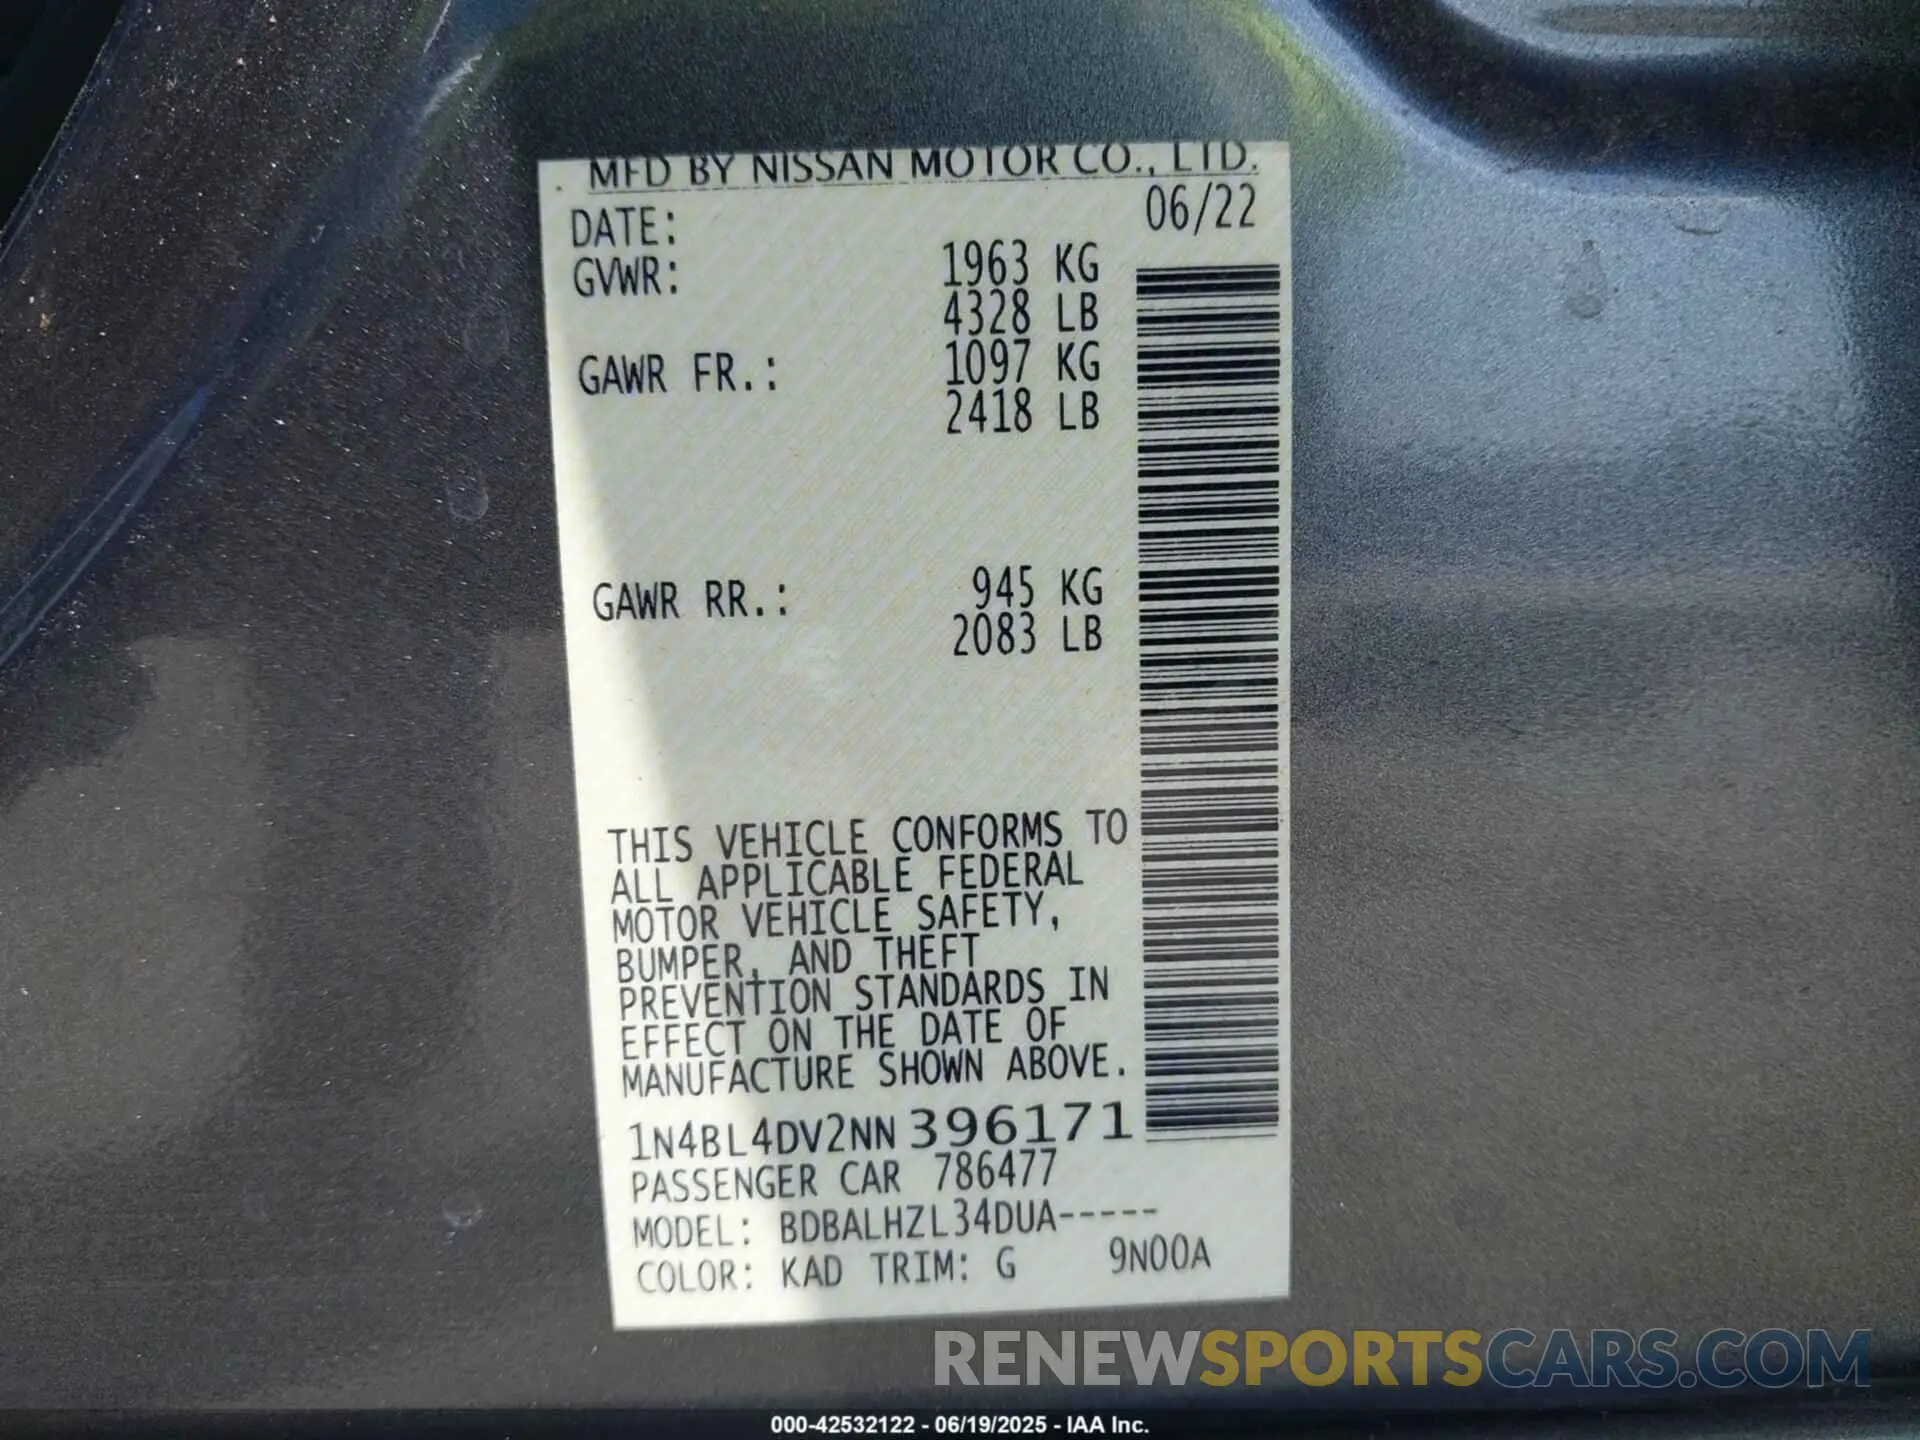 MFD BY NISSAN MOTOR CO., LTD.
DATE: 06/22
GVWR: 1963 KG
4328 LB
GAWR FR.: 1097 KG
2418 LB
GAWR RR.: 945 KG
2083 LB
THIS VEHICLE CONFORMS TO
ALL APPLICABLE FEDERAL
MOTOR VEHICLE SAFETY,
BUMPER, AND THEFT
PREVENTION STANDARDS IN
EFFECT ON THE DATE OF
MANUFACTURE SHOWN ABOVE.
1N4BL4DV2NN396171
PASSENGER CAR 786477
MODEL: BDBALHZL34DUA-----
COLOR: KAD TRIM: G 9N00A
RENEWSPORTSCARS.COM
000-42532122 - 06/19/2025 - IAA Inc.